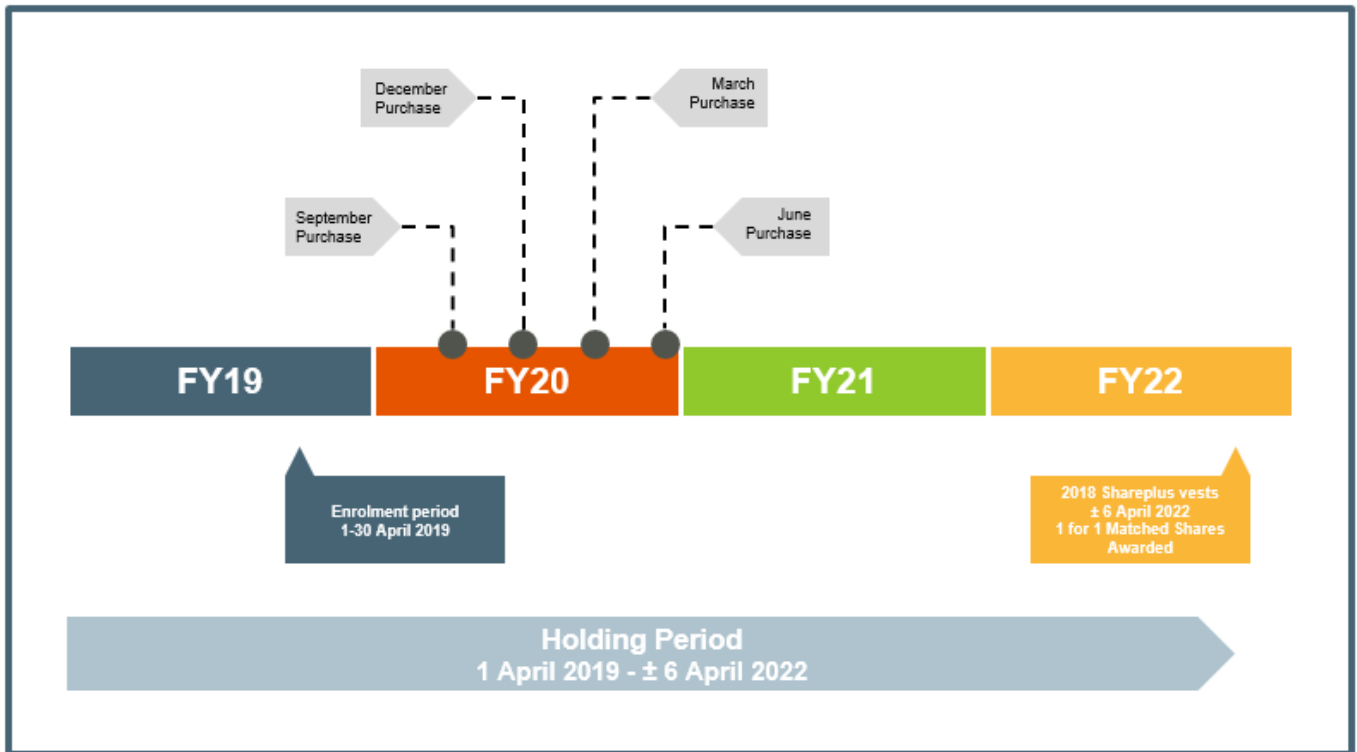 December
Purchase
March
Purchase
September
Purchase
June
Purchase
FY19
FY20
FY21
FY22
Enrolment period
1-30 April 2019
2018 Shareplus vests
± 6 April 2022
1 for 1 Matched Shares
Awarded
Holding Period
1 April 2019 - ± 6 April 2022